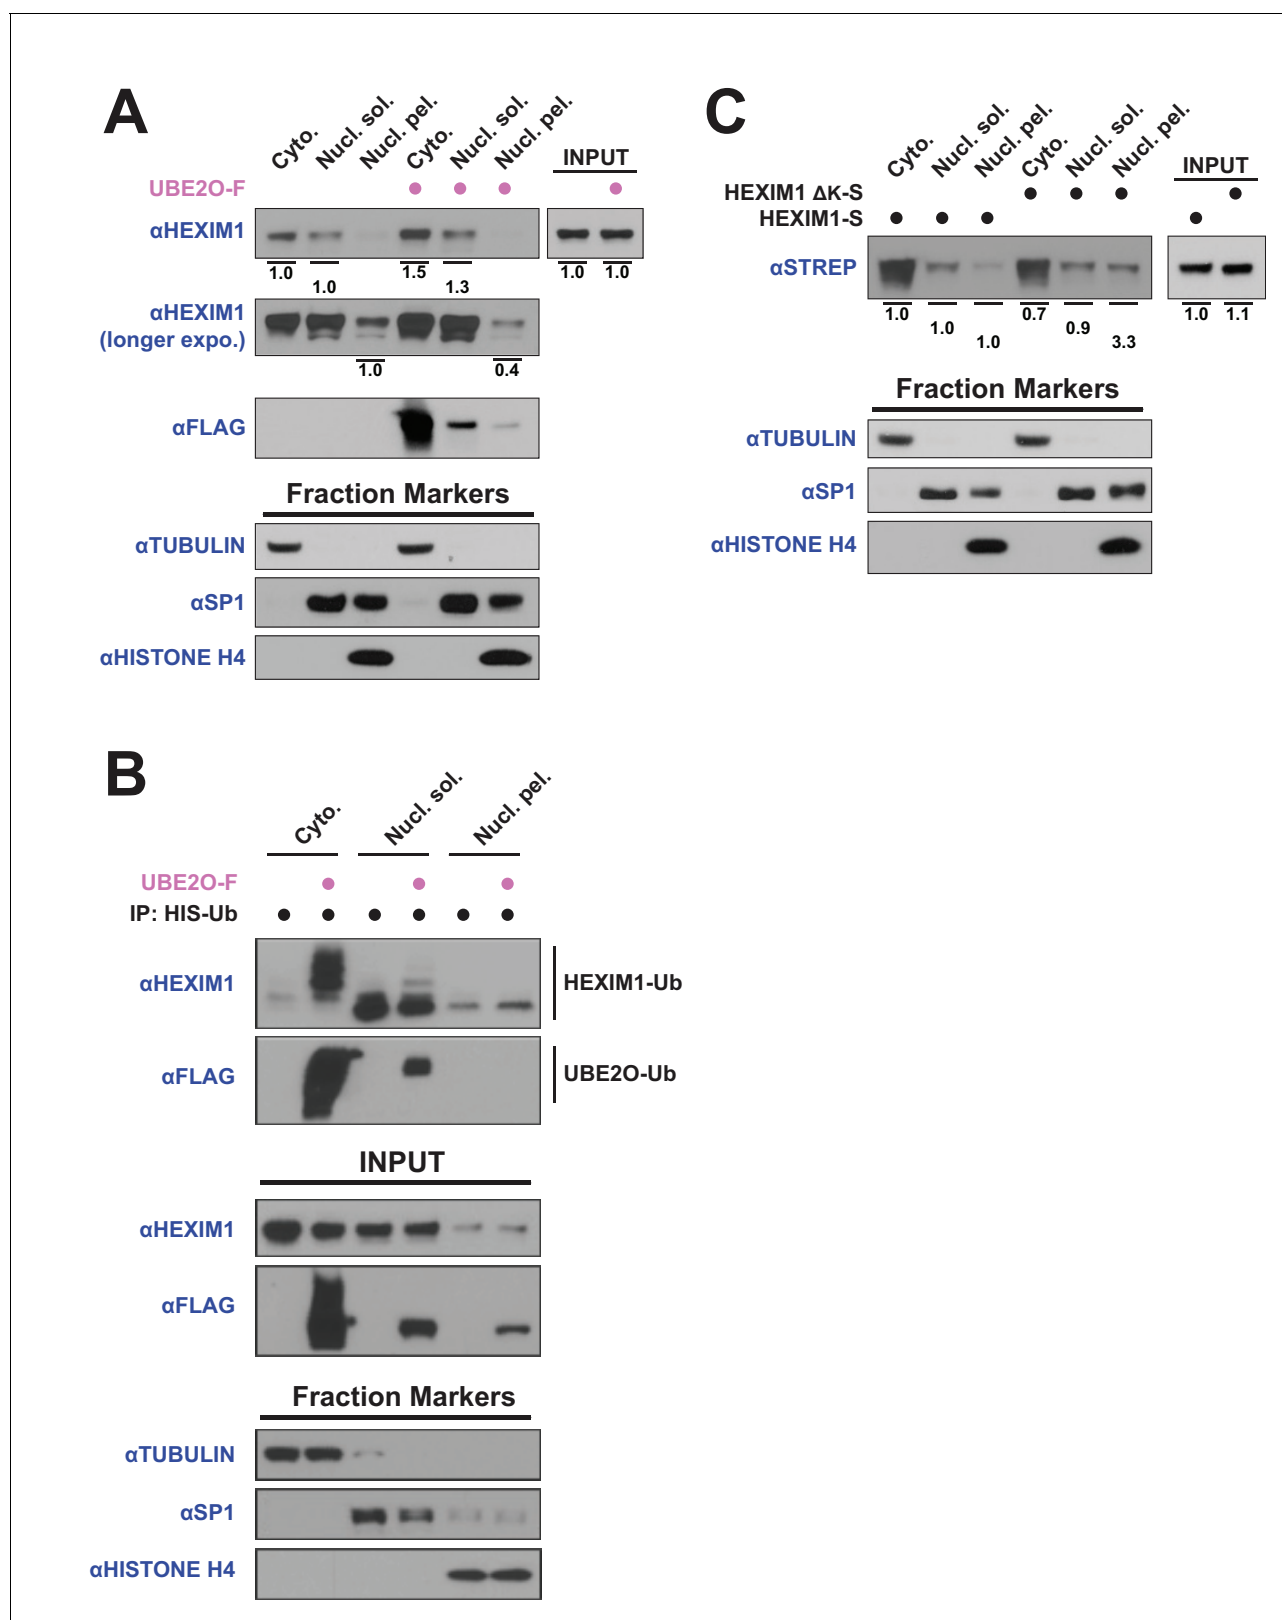 A
Cyto.
Nucl. sol.
Nucl. pel.
Cyto.
Nucl. sol.
Nucl. pel.
INPUT
UBE2O-F
αHEXIM1
1.0
1.0
1.5
1.3
1.0
1.0
αHEXIM1
(longer expo.)
1.0
0.4
αFLAG
Fraction Markers
αTUBULIN
αSP1
αHISTONE H4
C
Cyto.
Nucl. sol.
Nucl. pel.
Cyto.
Nucl. sol.
Nucl. pel.
INPUT
HEXIM1 ΔK-S
HEXIM1-S
αSTREP
1.0
1.0
1.0
0.7
0.9
3.3
1.0
1.1
Fraction Markers
αTUBULIN
αSP1
αHISTONE H4
B
Cyto.
Nucl. sol.
Nucl. pel.
UBE2O-F
IP: HIS-Ub
αHEXIM1
HEXIM1-Ub
αFLAG
UBE2O-Ub
INPUT
αHEXIM1
αFLAG
Fraction Markers
αTUBULIN
αSP1
αHISTONE H4